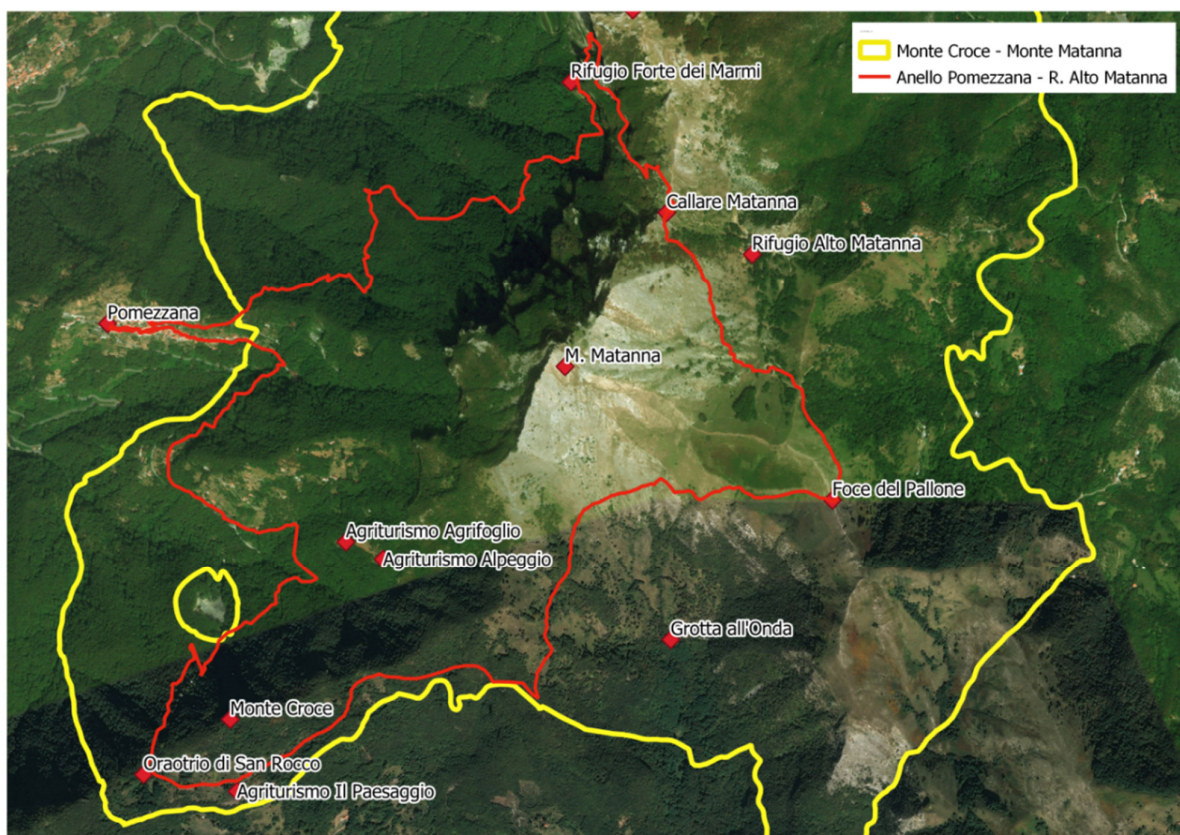 Monte Croce - Monte Matanna
Anello Pomezzana - R. Alto Matanna
Rifugio Forte dei Marmi
Callare Matanna
Rifugio Alto Matanna
Pomezzana
M. Matanna
Foce del Pallone
Agriturismo Agrifoglio
Agriturismo Alpeggio
Grotta all'Onda
Monte Croce
Oraotrio di San Rocco
Agriturismo Il Paesaggio